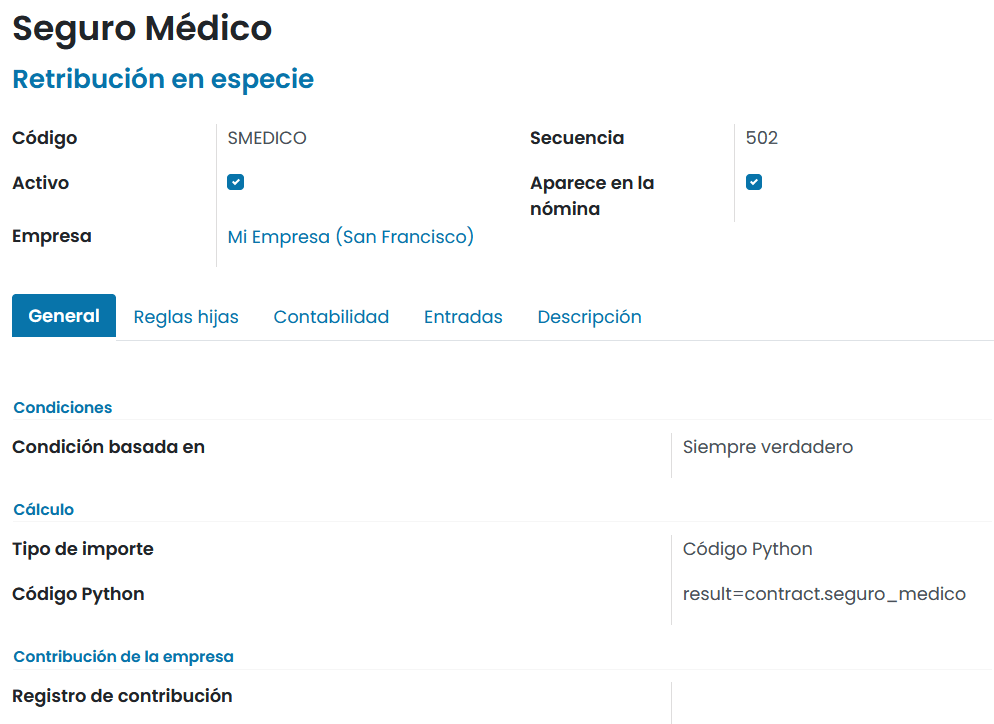 Seguro Médico
Retribución en especie
Código SMEDICO Secuencia 502
Activo Aparece en la
nómina
Empresa Mi Empresa (San Francisco)
General Reglas hijas Contabilidad Entradas Descripción
Condiciones
Condición basada en Siempre verdadero
Cálculo
Tipo de importe Código Python
Código Python result=contract.seguro_medico
Contribución de la empresa
Registro de contribución